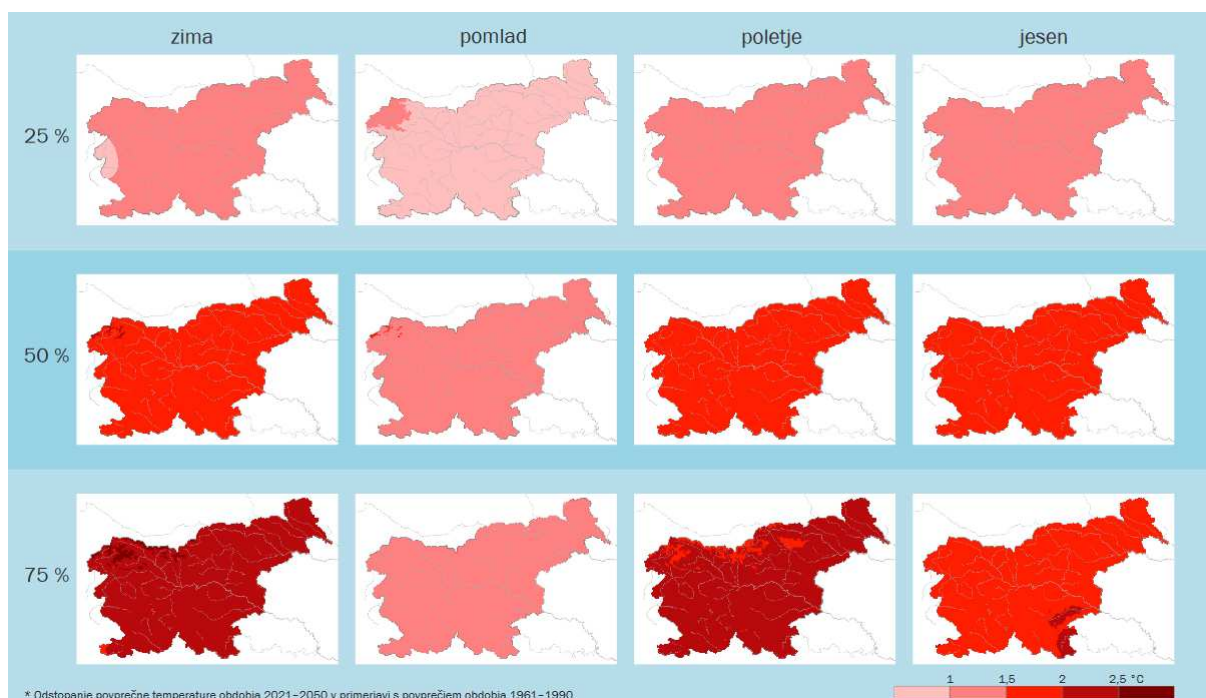 zima pomlad poletje jesen
25 %
50 %
75 %
1 1,5 2 2,5 °C
* Odstopanje povprečne temperature obdobja 2021–2050 v primerjavi s povprečjem obdobja 1961–1990